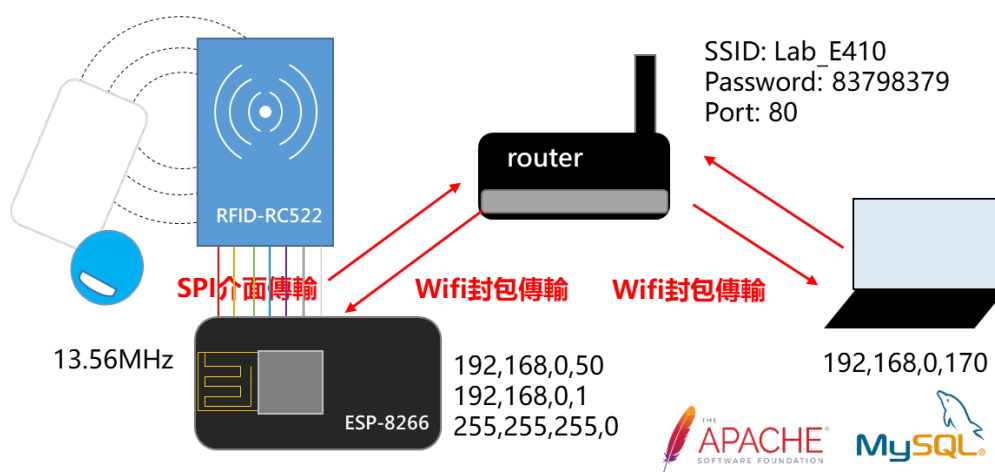 SSID: Lab_E410
Password: 83798379
Port: 80
router
RFID-RC522
SPI介面傳輸
Wifi封包傳輸
Wifi封包傳輸
13.56MHz
192,168,0,50
192,168,0,1
255,255,255,0
ESP-8266
192,168,0,170
THE
APACHE®
SOFTWARE FOUNDATION
MySQL®